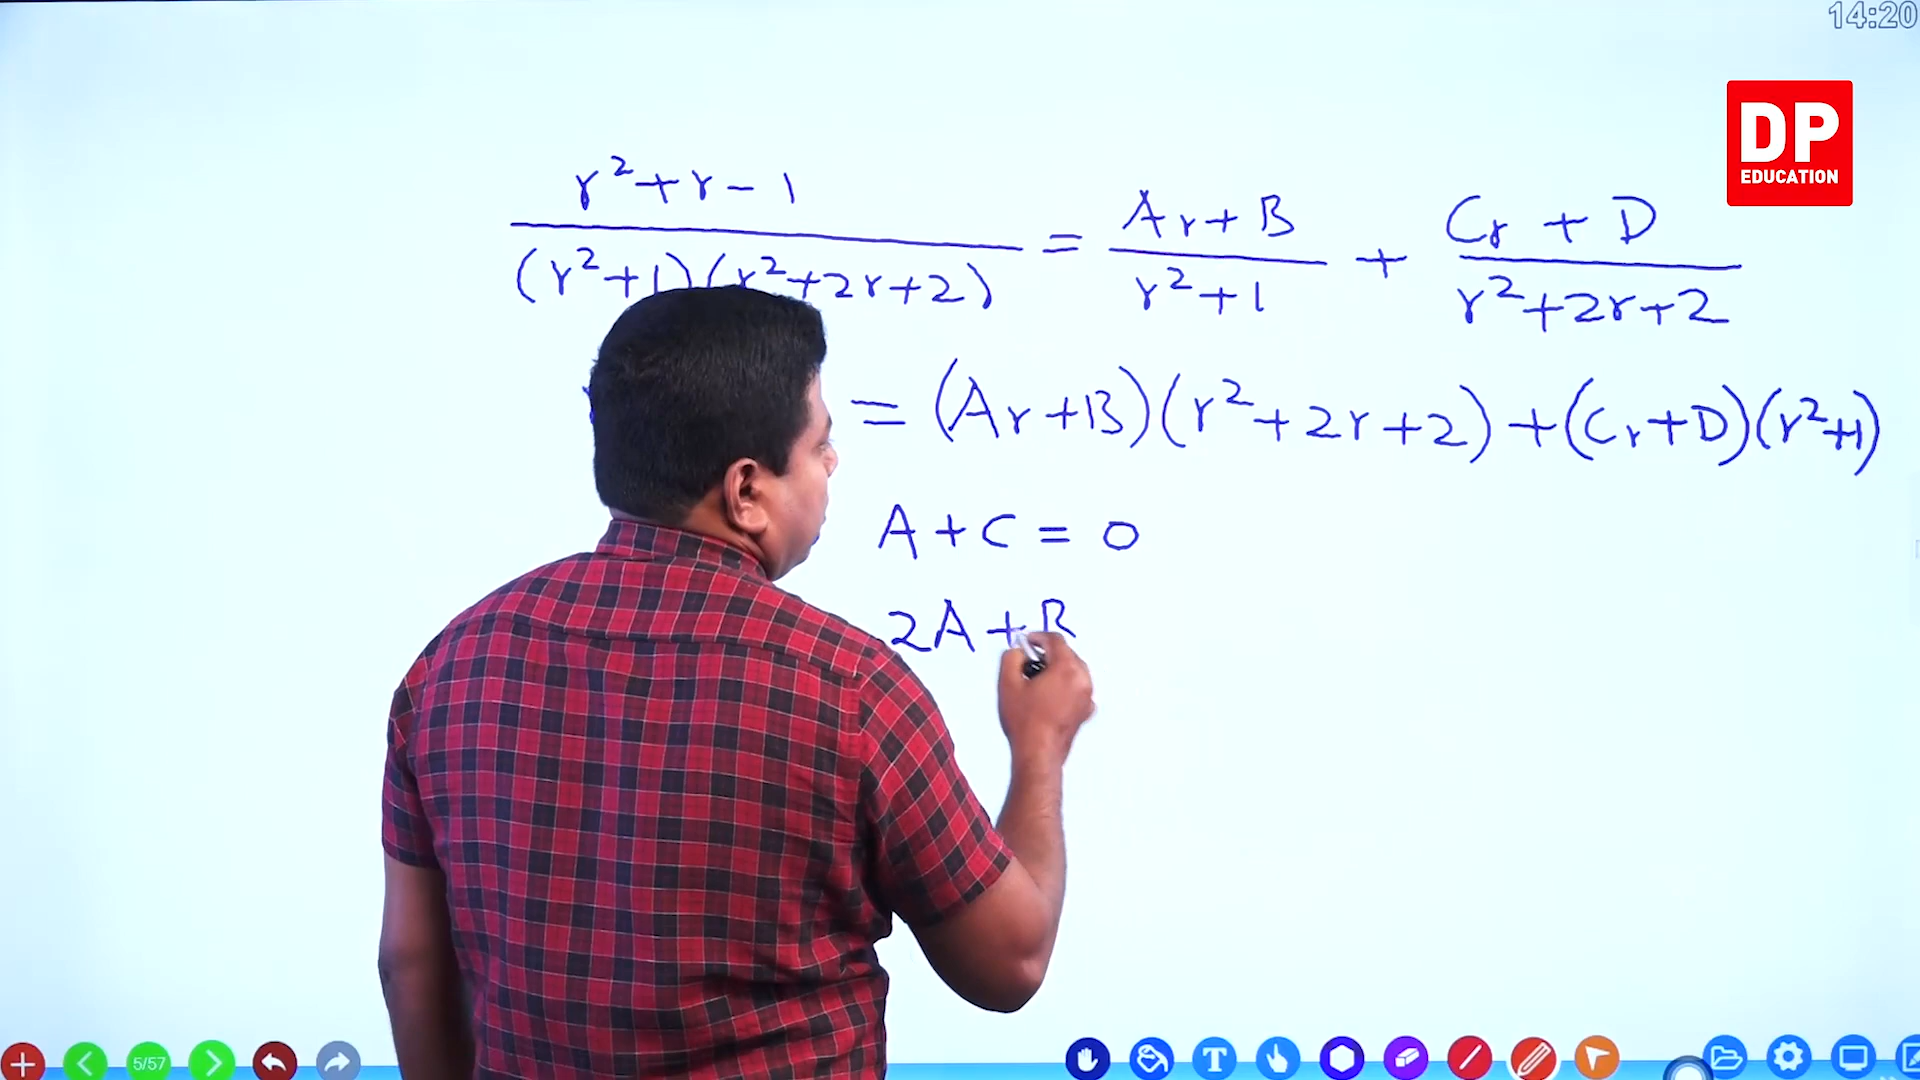 14:20
DP
EDUCATION
r²+r-1
= Ar+B + Cr+D
(r²+1)(r²+2r+2) r²+1 r²+2r+2
= (Ar+B)(r²+2r+2)+(Cr+D)(r²+1)
A+C=0
2A+B
5/57
T